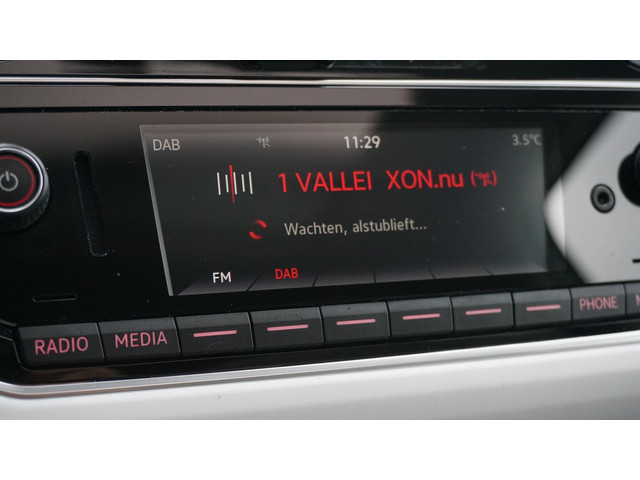 DAB 11:29 3.5°C
1 VALLEI XON.nu
Wachten, alstublieft...
FM DAB
RADIO MEDIA PHONE